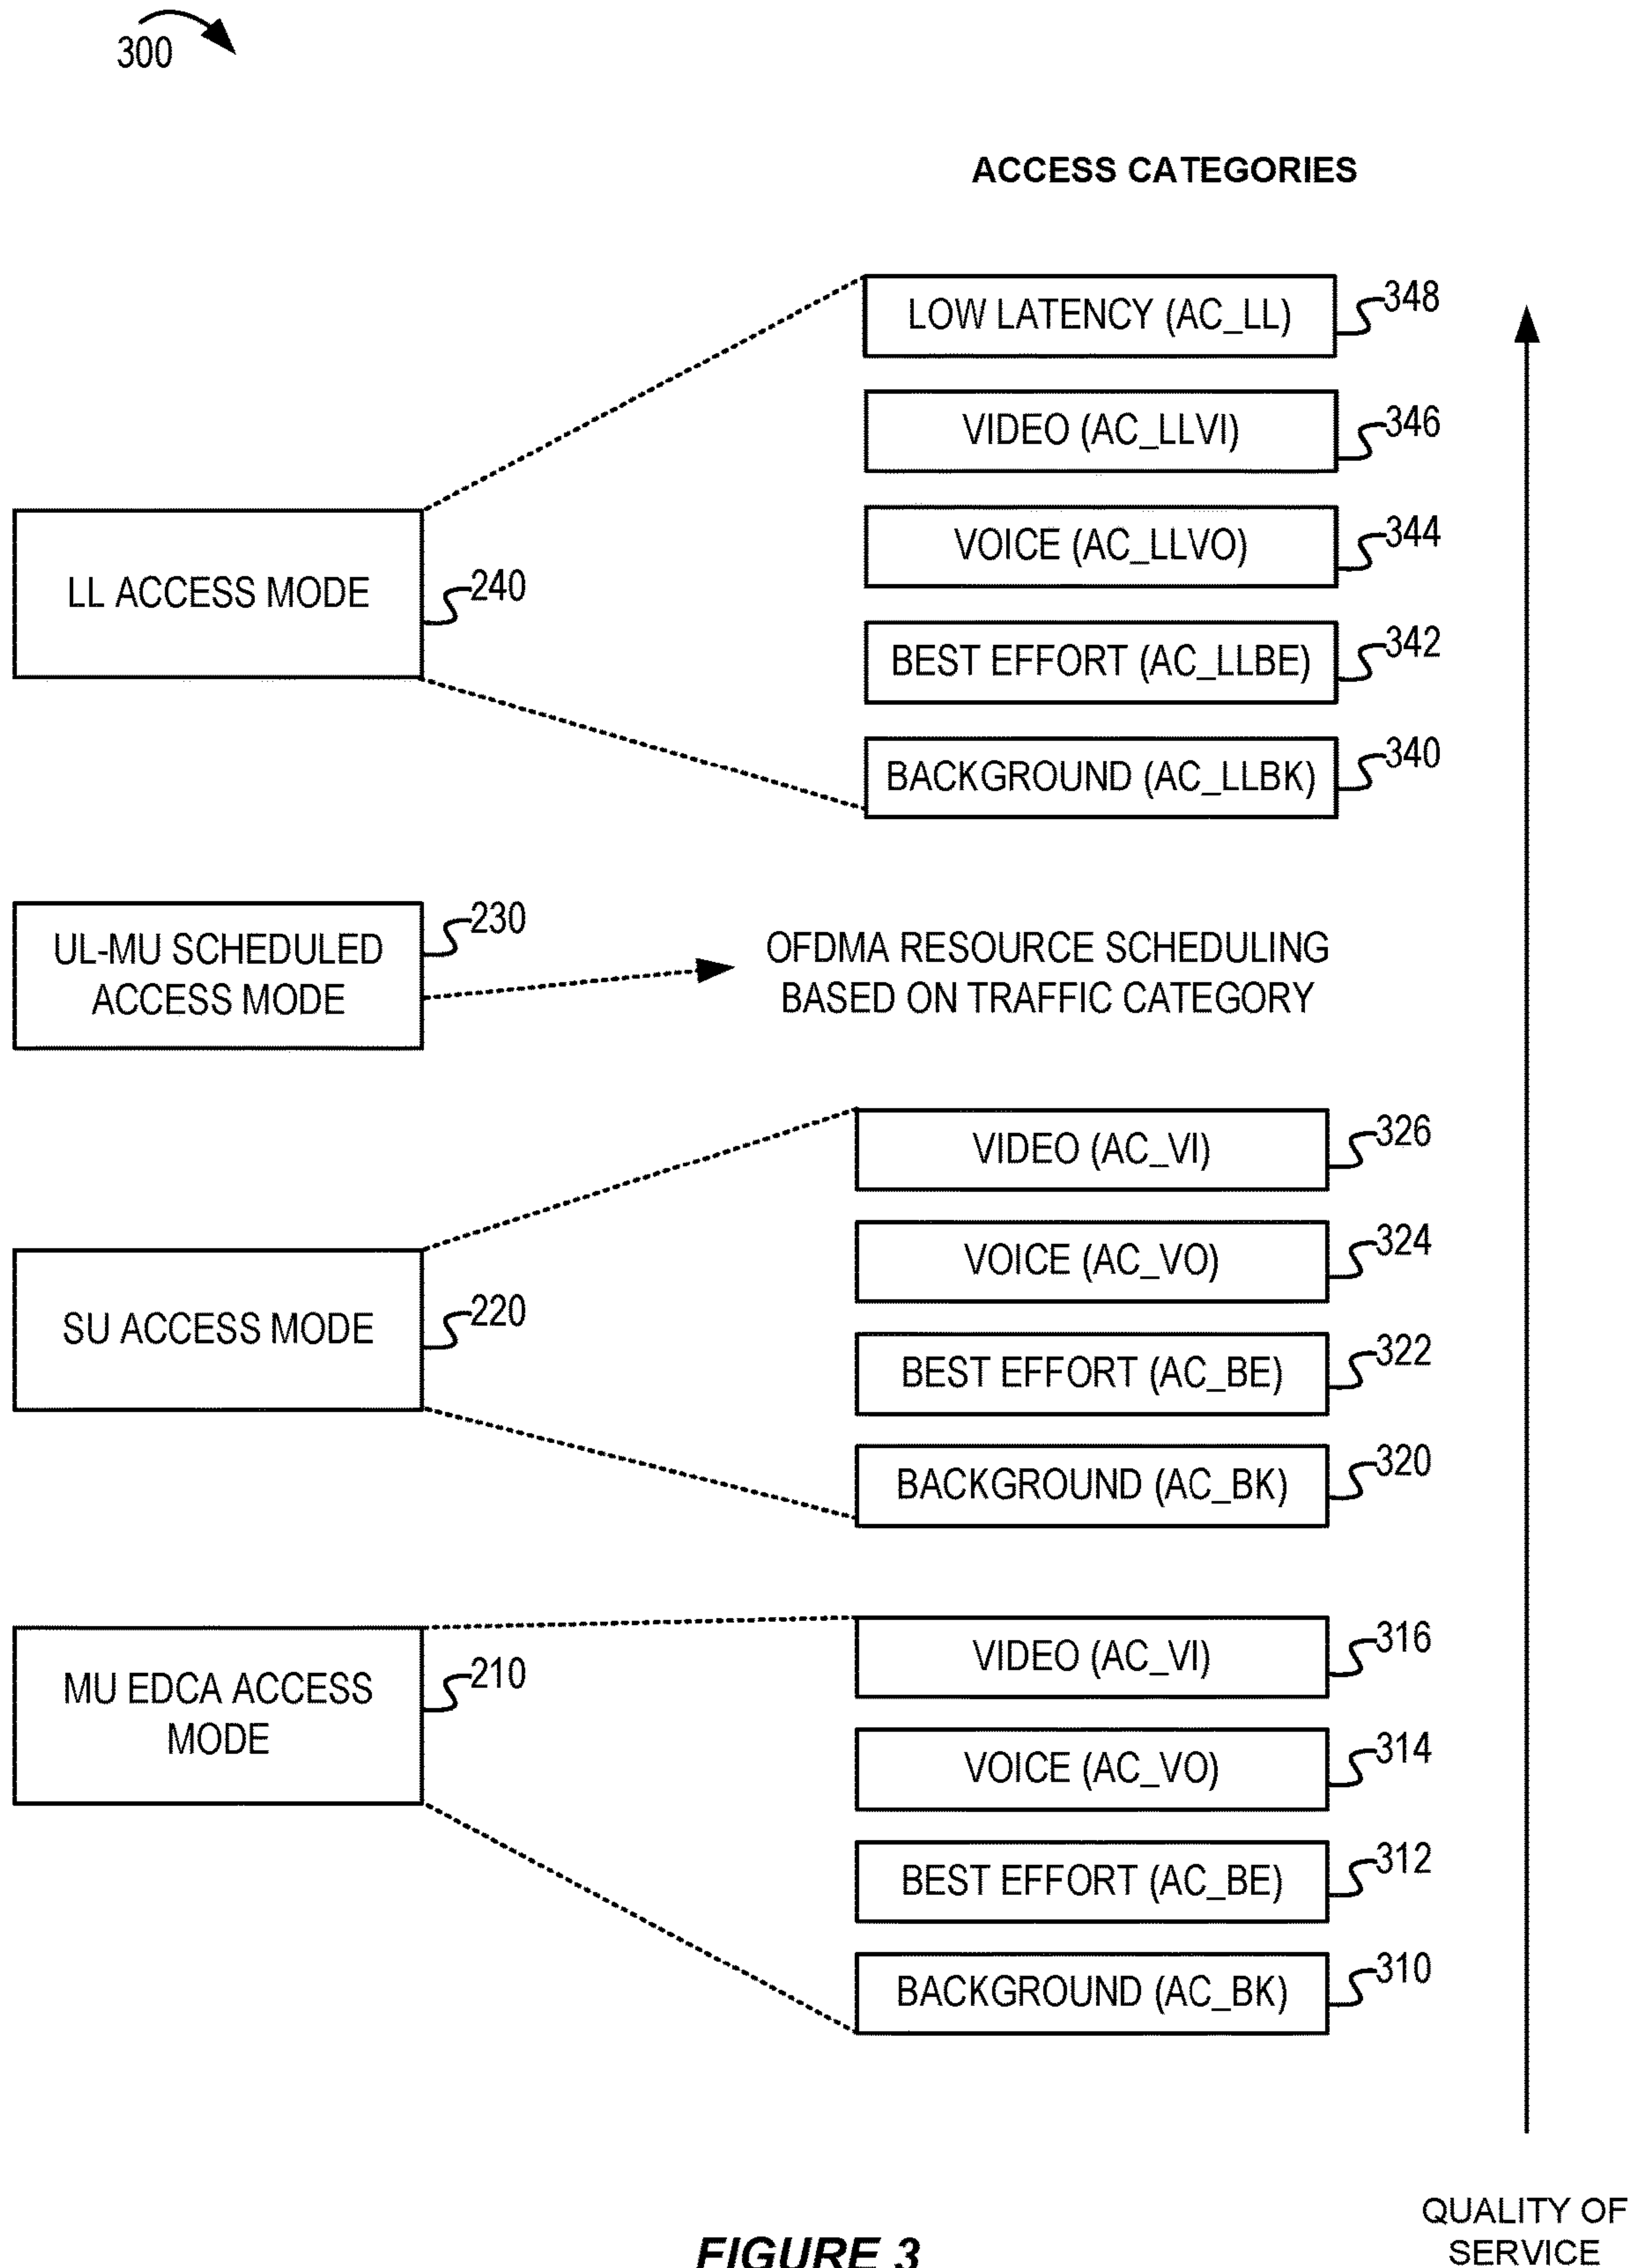 300
ACCESS CATEGORIES
LOW LATENCY (AC_LL)
348
VIDEO (AC_LLVI)
346
VOICE (AC_LLVO)
344
LL ACCESS MODE
240
BEST EFFORT (AC_LLBE)
342
BACKGROUND (AC_LLBK)
340
UL-MU SCHEDULED
ACCESS MODE
230
OFDMA RESOURCE SCHEDULING
BASED ON TRAFFIC CATEGORY
VIDEO (AC_VI)
326
VOICE (AC_VO)
324
SU ACCESS MODE
220
BEST EFFORT (AC_BE)
322
BACKGROUND (AC_BK)
320
MU EDCA ACCESS
MODE
210
VIDEO (AC_VI)
316
VOICE (AC_VO)
314
BEST EFFORT (AC_BE)
312
BACKGROUND (AC_BK)
310
QUALITY OF
SERVICE
FIGURE 3